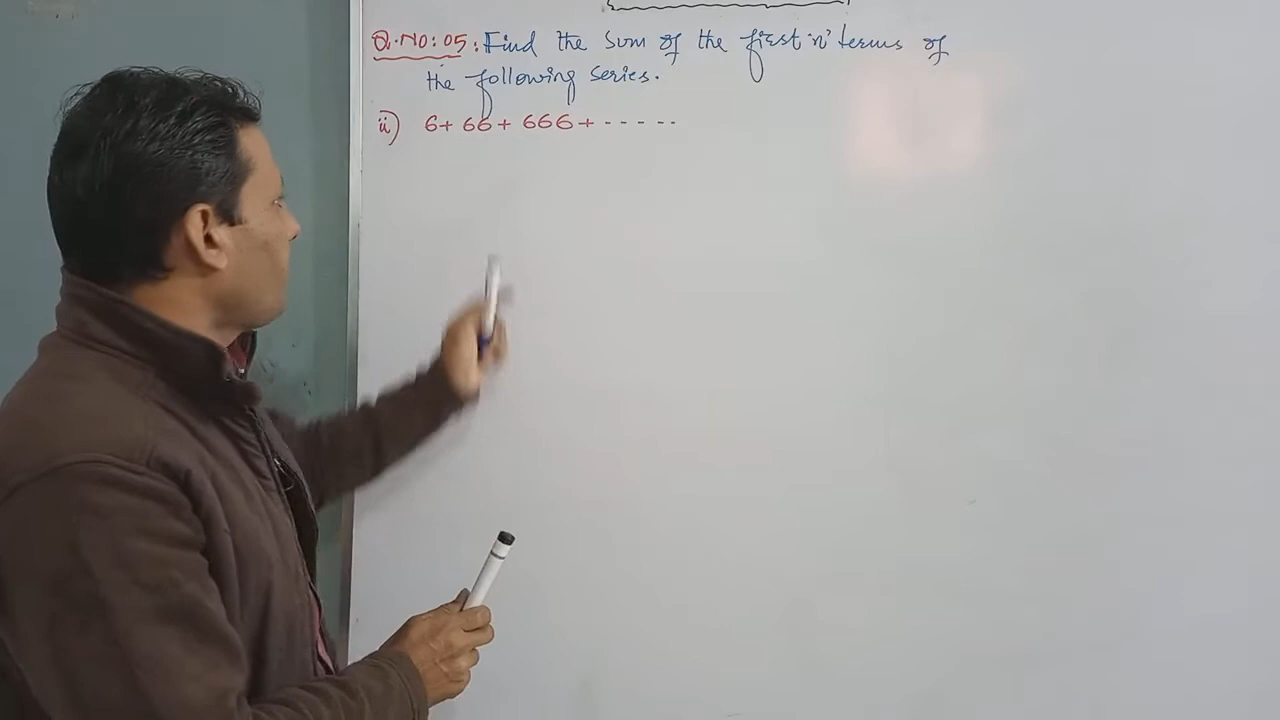 Q.NO:05: Find the sum of the first 'n' terms of
the following series.
ii) 6+ 66+ 666+-----